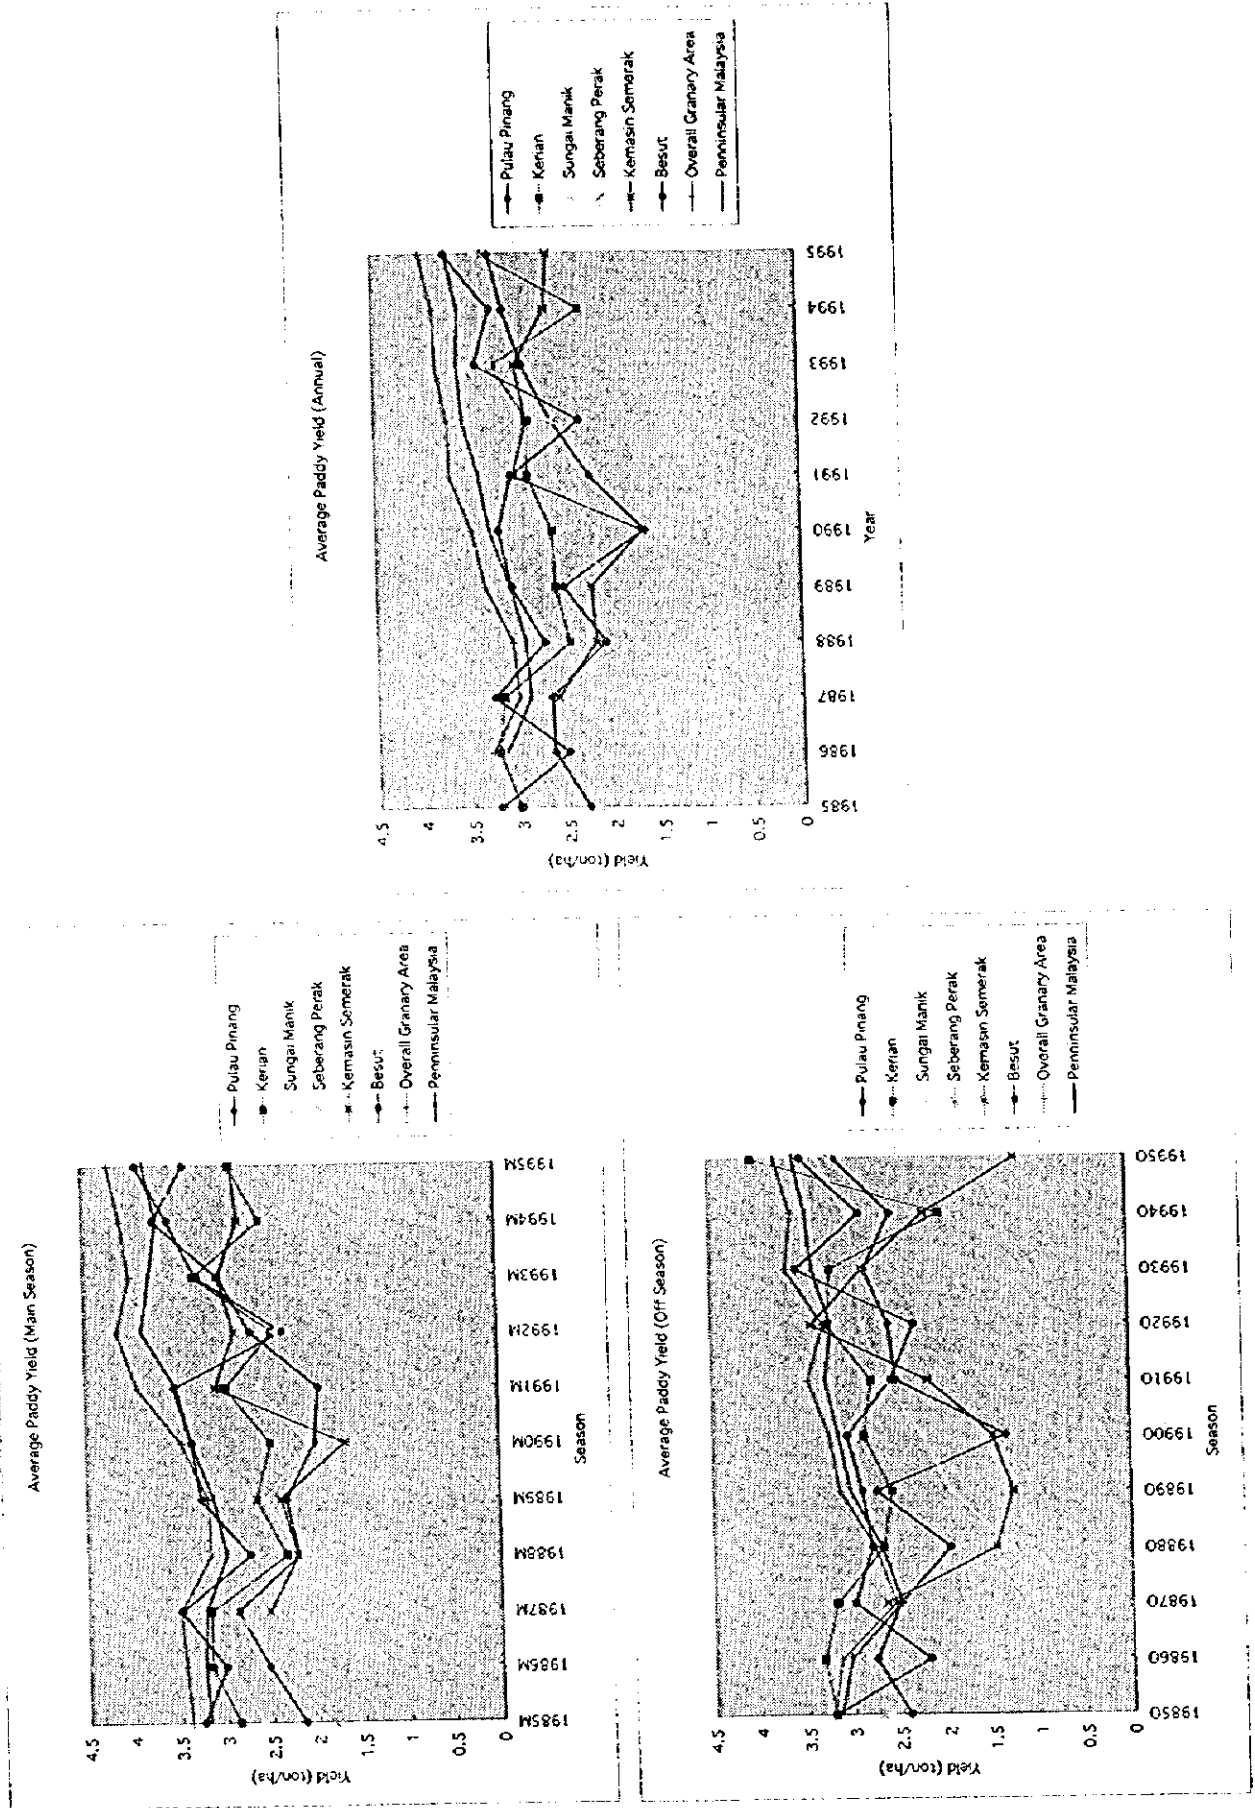 Average Paddy Yield (Main Season)
Yield (ton/ha)
4.5
4
3.5
3
2.5
2
1.5
1
0.5
0
1985M
1986M
1987M
1988M
1989M
1990M
1991M
1992M
1993M
1994M
1995M
Season
Pulau Pinang
Kerian
Sungai Manik
Seberang Perak
Kemasin Semerak
Besut
Overall Granary Area
Penninsular Malaysia
Average Paddy Yield (Off Season)
Yield (ton/ha)
4.5
4
3.5
3
2.5
2
1.5
1
0.5
0
1985O
1986O
1987O
1988O
1989O
1990O
1991O
1992O
1993O
1994O
1995O
Season
Pulau Pinang
Kerian
Sungai Manik
Seberang Perak
Kemasin Semerak
Besut
Overall Granary Area
Penninsular Malaysia
Average Paddy Yield (Annual)
Yield (ton/ha)
4.5
4
3.5
3
2.5
2
1.5
1
0.5
0
1985
1986
1987
1988
1989
1990
1991
1992
1993
1994
1995
Year
Pulau Pinang
Kerian
Sungai Manik
Seberang Perak
Kemasin Semerak
Besut
Overall Granary Area
Penninsular Malaysia